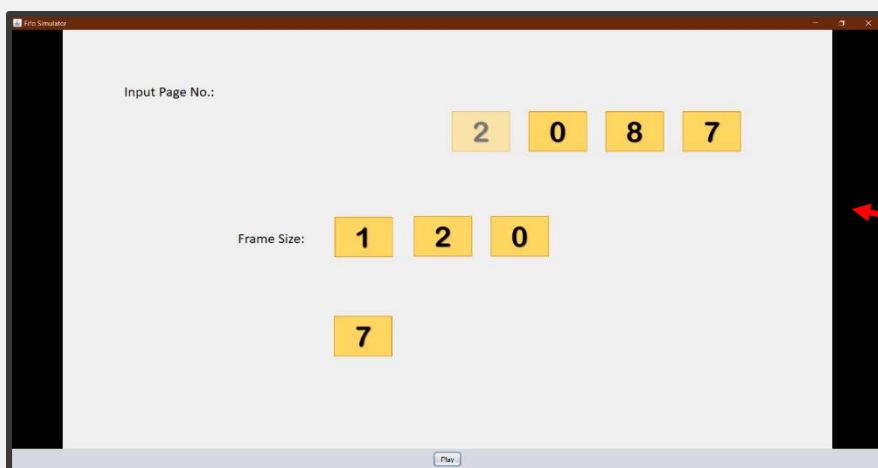 Fifo Simulator
Input Page No.:
2 0 8 7
Frame Size: 1 2 0
7
Play